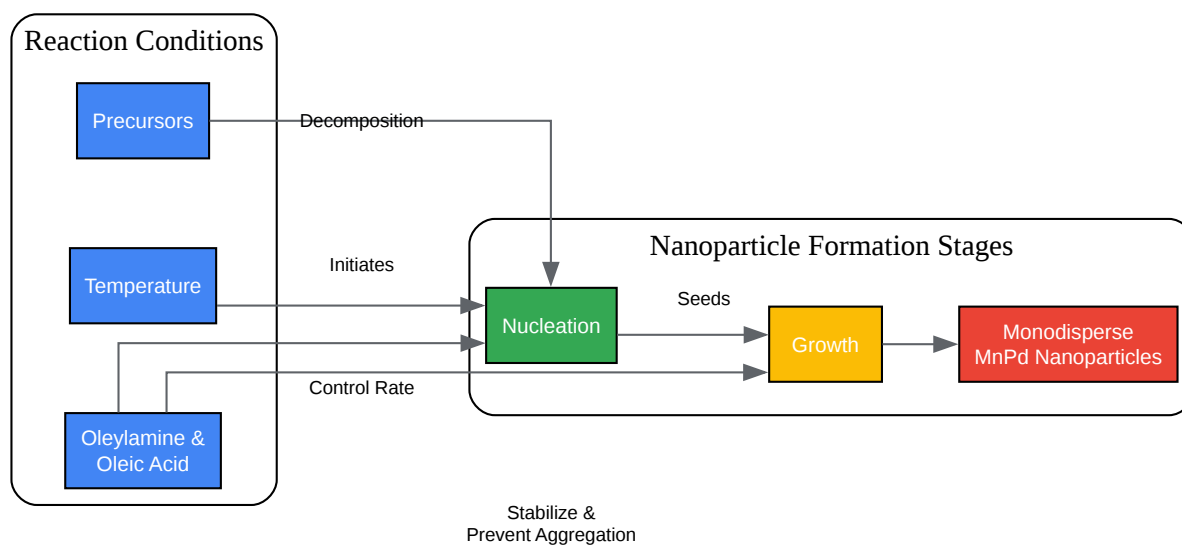 Reaction Conditions
Precursors
Decomposition
Nanoparticle Formation Stages
Temperature
Initiates
Nucleation
Seeds
Growth
Monodisperse
MnPd Nanoparticles
Control Rate
Oleylamine &
Oleic Acid
Stabilize &
Prevent Aggregation